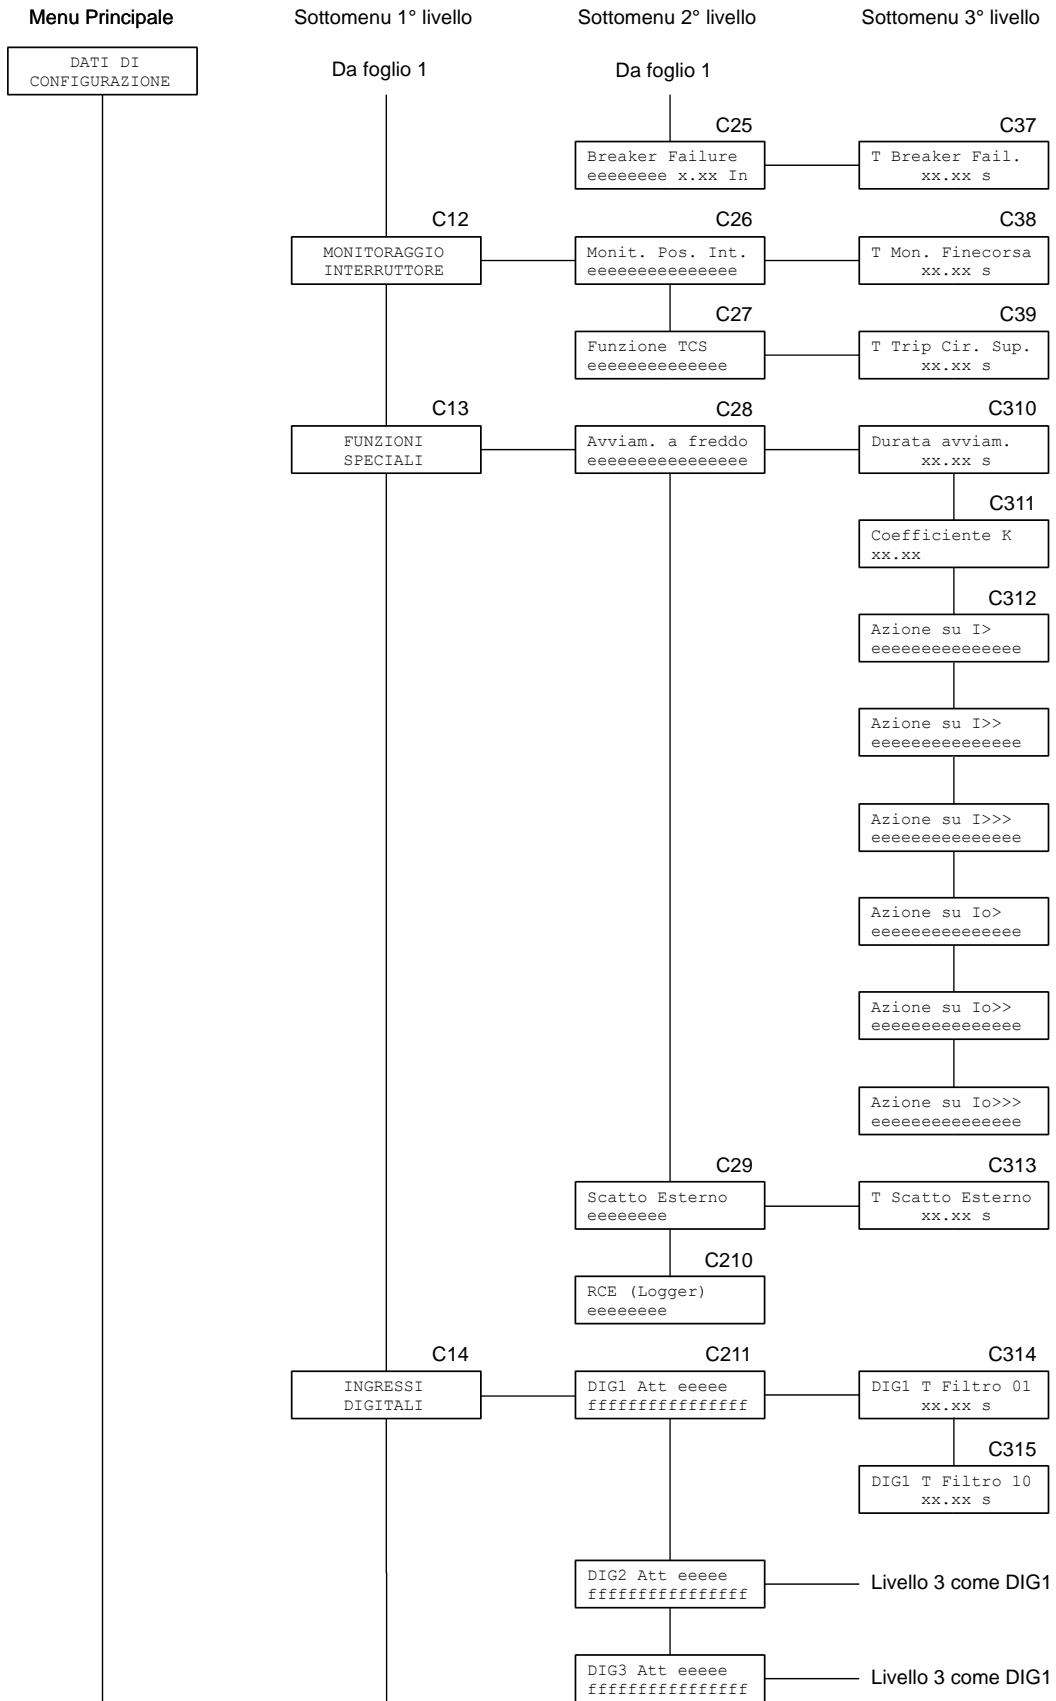 Menu Principale
Sottomenu 1° livello
Sottomenu 2° livello
Sottomenu 3° livello
DATI DI
CONFIGURAZIONE
Da foglio 1
Da foglio 1
C25
C37
Breaker Failure
eeeeeeee x.xx In
T Breaker Fail.
xx.xx s
C12
C26
C38
MONITORAGGIO
INTERRUTTORE
Monit. Pos. Int.
eeeeeeeeeeeeeee
T Mon. Finecorsa
xx.xx s
C27
C39
Funzione TCS
eeeeeeeeeeeeee
T Trip Cir. Sup.
xx.xx s
C13
C28
C310
FUNZIONI
SPECIALI
Avviam. a freddo
eeeeeeeeeeeeeeee
Durata avviam.
xx.xx s
C311
Coefficiente K
xx.xx
C312
Azione su I>
eeeeeeeeeeeeeee
Azione su I>>
eeeeeeeeeeeeeee
Azione su I>>>
eeeeeeeeeeeeeee
Azione su Io>
eeeeeeeeeeeeeee
Azione su Io>>
eeeeeeeeeeeeeee
Azione su Io>>>
eeeeeeeeeeeeeee
C29
C313
Scatto Esterno
eeeeeeee
T Scatto Esterno
xx.xx s
C210
RCE (Logger)
eeeeeeee
C14
C211
C314
INGRESSI
DIGITALI
DIG1 Att eeeee
ffffffffffffffff
DIG1 T Filtro 01
xx.xx s
C315
DIG1 T Filtro 10
xx.xx s
DIG2 Att eeeee
ffffffffffffffff
Livello 3 come DIG1
DIG3 Att eeeee
ffffffffffffffff
Livello 3 come DIG1